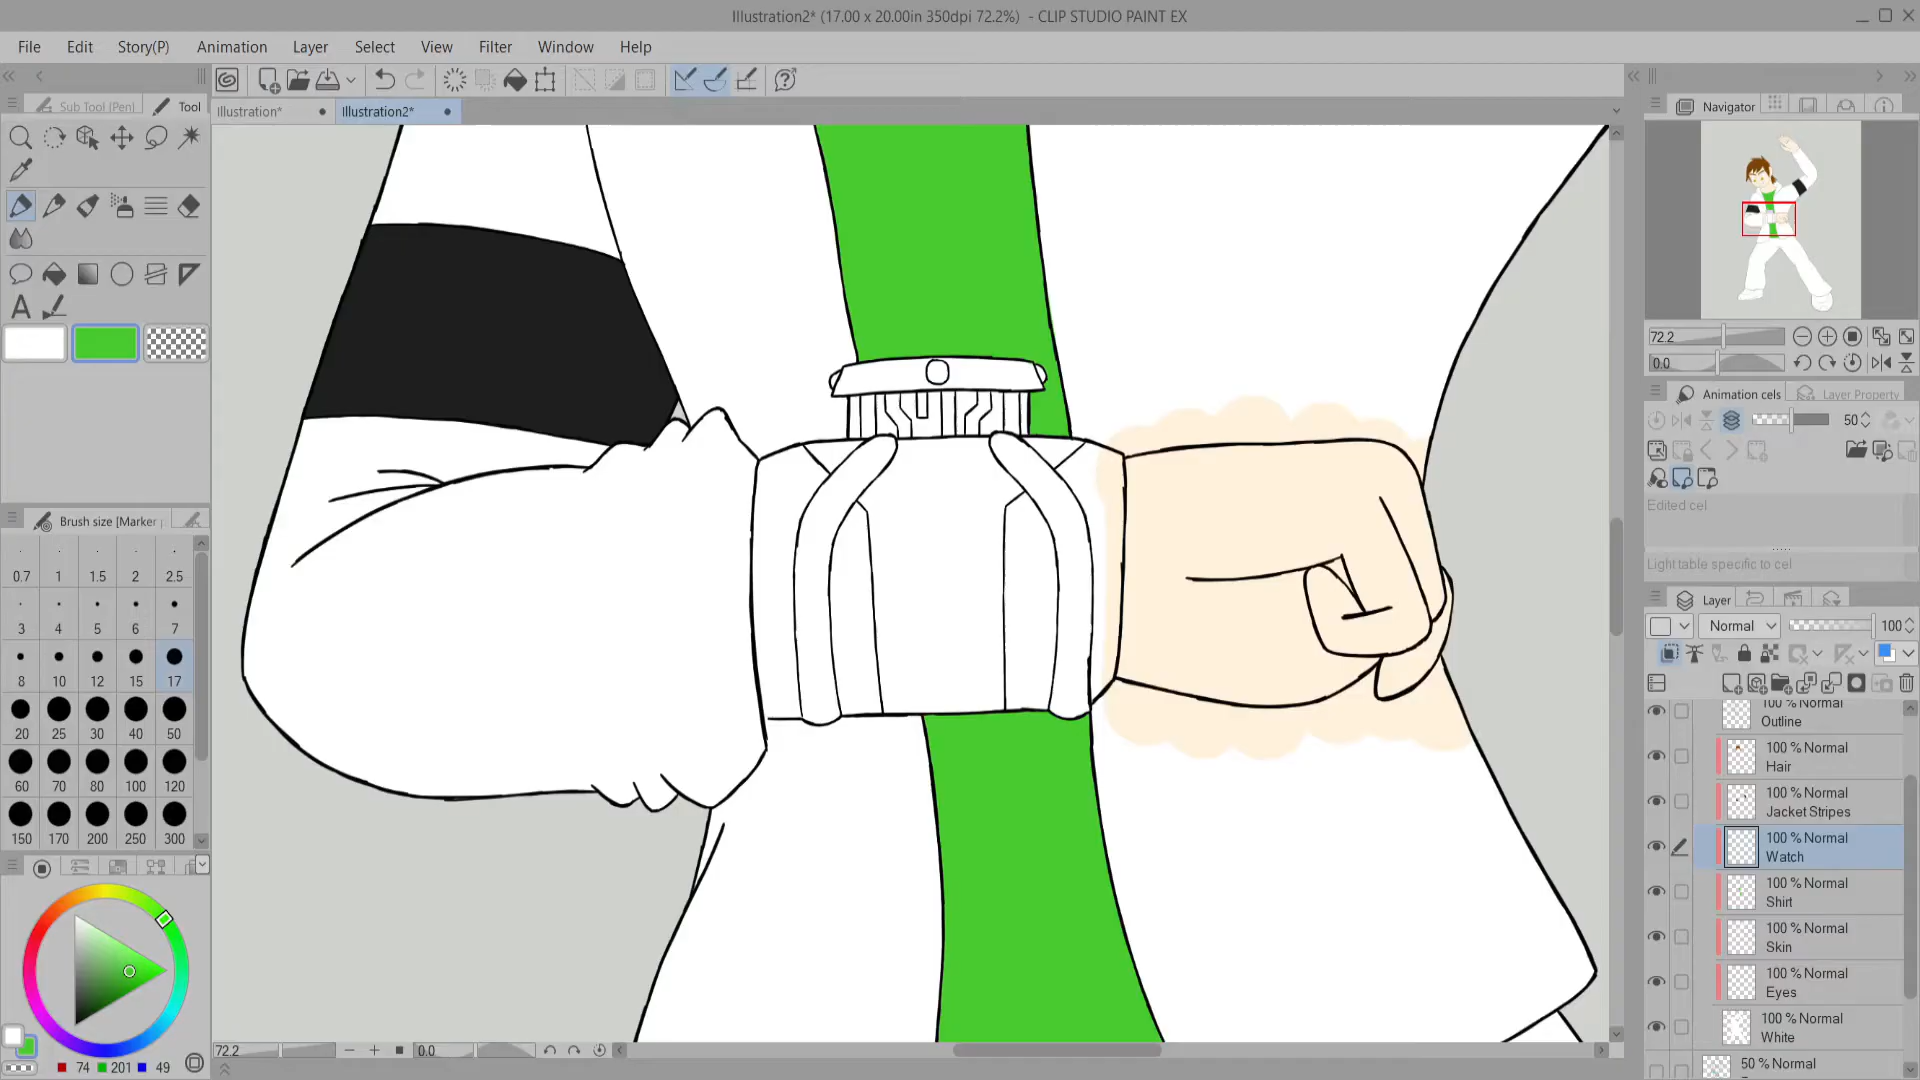 Illustration2* (17.00 x 20.00in 350dpi 72.2%) - CLIP STUDIO PAINT EX
File Edit Story(P) Animation Layer Select View Filter Window Help
Sub Tool (Pen) Tool
Illustration* Illustration2*
Navigator
72.2
0.0
Animation cels Layer Property
50
Edited cel
Light table specific to cel
Layer
Normal 100
100 % Normal
Outline
100 % Normal
Hair
100 % Normal
Jacket Stripes
100 % Normal
Watch
100 % Normal
Shirt
100 % Normal
Skin
100 % Normal
Eyes
100 % Normal
White
50 % Normal
A
Brush size [Marker
0.7 1 1.5 2 2.5
3 4 5 6 7
8 10 12 15 17
20 25 30 40 50
60 70 80 100 120
150 170 200 250 300
74 201 49
72.2 0.0